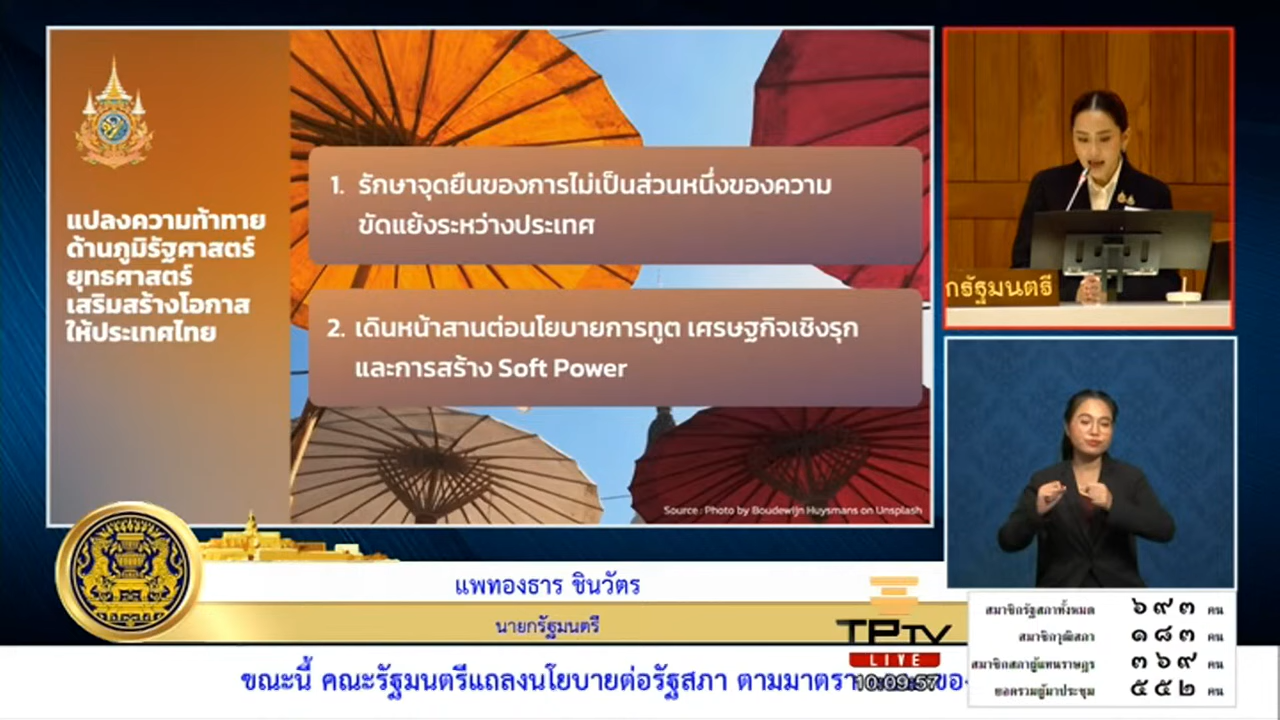 แปลงความท้าทาย
ด้านภูมิรัฐศาสตร์
ยุทธศาสตร์
เสริมสร้างโอกาส
ให้ประเทศไทย
1. รักษาจุดยืนของการไม่เป็นส่วนหนึ่งของความ
ขัดแย้งระหว่างประเทศ
2. เดินหน้าสานต่อนโยบายการทูต เศรษฐกิจเชิงรุก
และการสร้าง Soft Power
Source : Photo by Boudewijn Huysmans on Unsplash
กรัฐมนตรี
แพทองธาร ชินวัตร
นายกรัฐมนตรี
TPTV
LIVE
10:09:57
ขณะนี้ คณะรัฐมนตรีแถลงนโยบายต่อรัฐสภา ตามมาตรา ของ
สมาชิกรัฐสภาทั้งหมด ๖๙๓ คน
สมาชิกวุฒิสภา ๑๘๓ คน
สมาชิกสภาผู้แทนราษฎร ๓๖๙ คน
ยอดรวมผู้มาประชุม ๕๕๒ คน